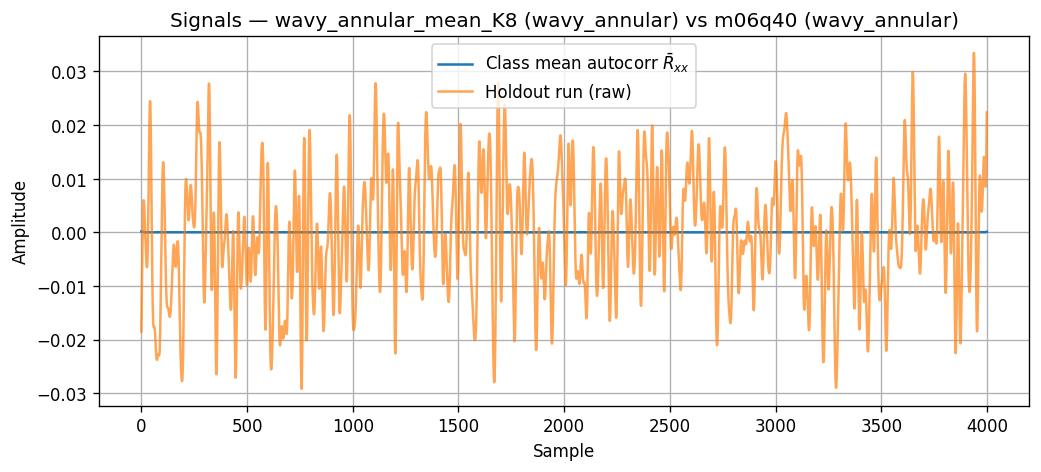 Signals — wavy_annular_mean_K8 (wavy_annular) vs m06q40 (wavy_annular)
Class mean autocorr R̄xx
Holdout run (raw)
Amplitude
0.03
0.02
0.01
0.00
−0.01
−0.02
−0.03
0 500 1000 1500 2000 2500 3000 3500 4000
Sample